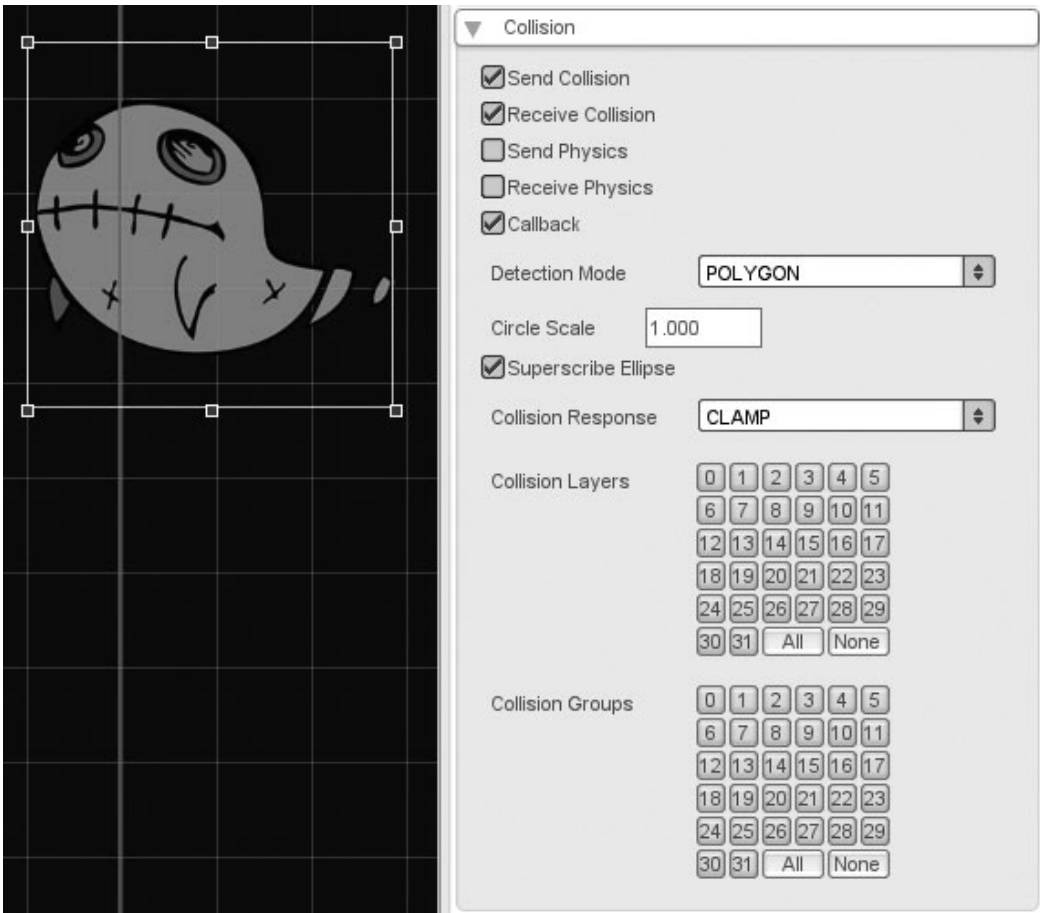 Collision
Send Collision
Receive Collision
Send Physics
Receive Physics
Callback
Detection Mode POLYGON
Circle Scale 1.000
Superscribe Ellipse
Collision Response CLAMP
Collision Layers 0 1 2 3 4 5
6 7 8 9 10 11
12 13 14 15 16 17
18 19 20 21 22 23
24 25 26 27 28 29
30 31 All None
Collision Groups 0 1 2 3 4 5
6 7 8 9 10 11
12 13 14 15 16 17
18 19 20 21 22 23
24 25 26 27 28 29
30 31 All None